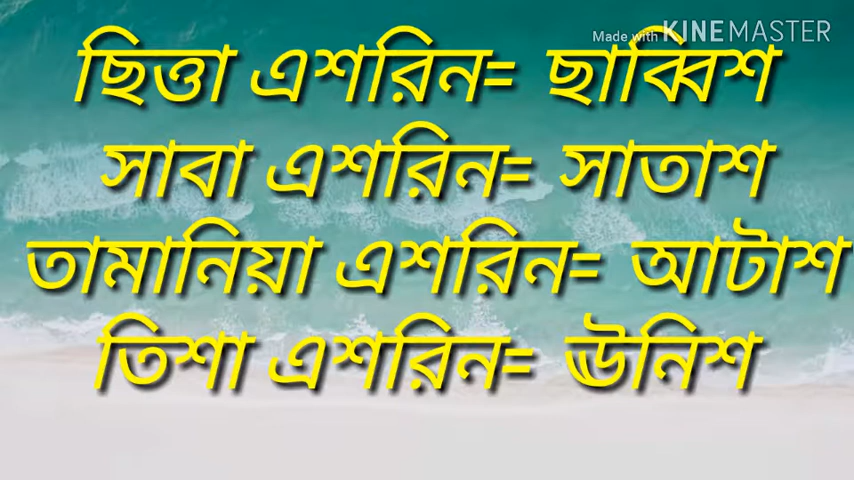 Made with KINEMASTER
ছিত্তা এশরিন= ছাব্বিশ
সাবা এশরিন= সাতাশ
তামানিয়া এশরিন= আটাশ
তিশা এশরিন= ঊনিশ